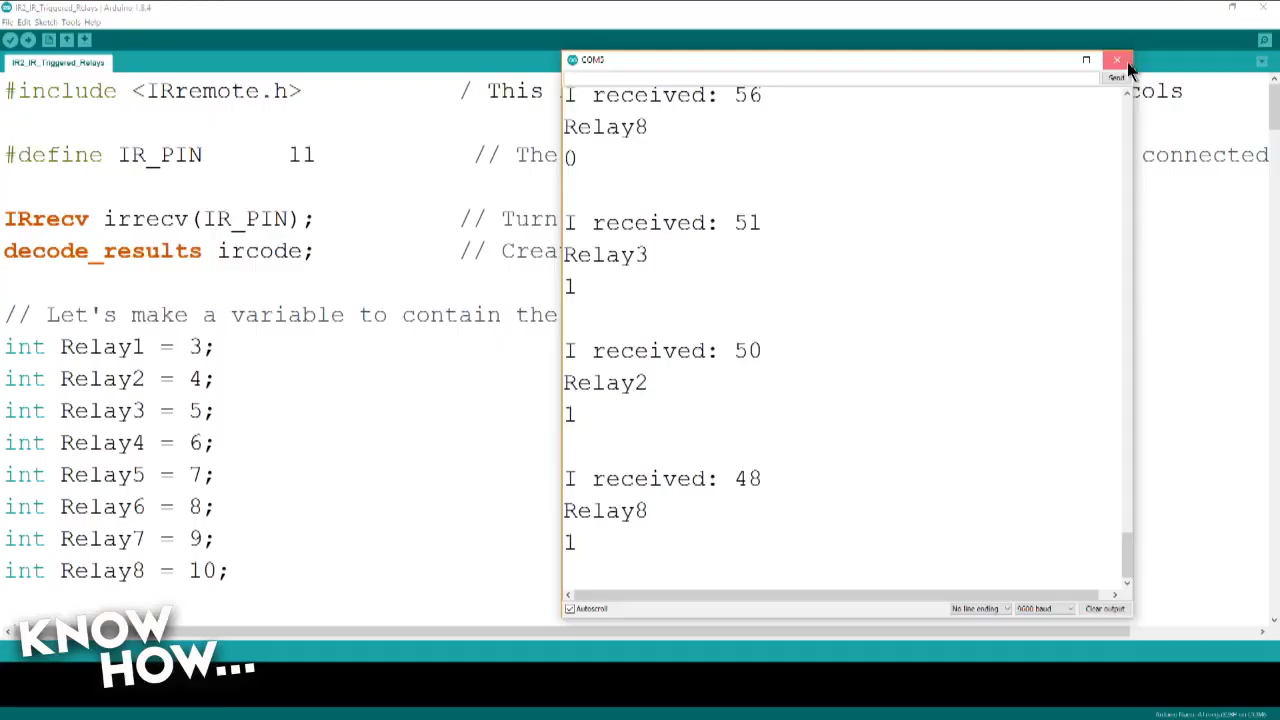 IR2_IR_Triggered_Relays | Arduino 1.8.4
File Edit Sketch Tools Help
IR2_IR_Triggered_Relays
#include <IRremote.h> / This
cols
#define IR_PIN 11 // The
connected
IRrecv irrecv(IR_PIN); // Turn
decode_results ircode; // Crea
// Let's make a variable to contain the
int Relay1 = 3;
int Relay2 = 4;
int Relay3 = 5;
int Relay4 = 6;
int Relay5 = 7;
int Relay6 = 8;
int Relay7 = 9;
int Relay8 = 10;
COM5
Send
I received: 56
Relay8
0
I received: 51
Relay3
1
I received: 50
Relay2
1
I received: 48
Relay8
1
Autoscroll
No line ending
9600 baud
Clear output
KNOW
HOW...